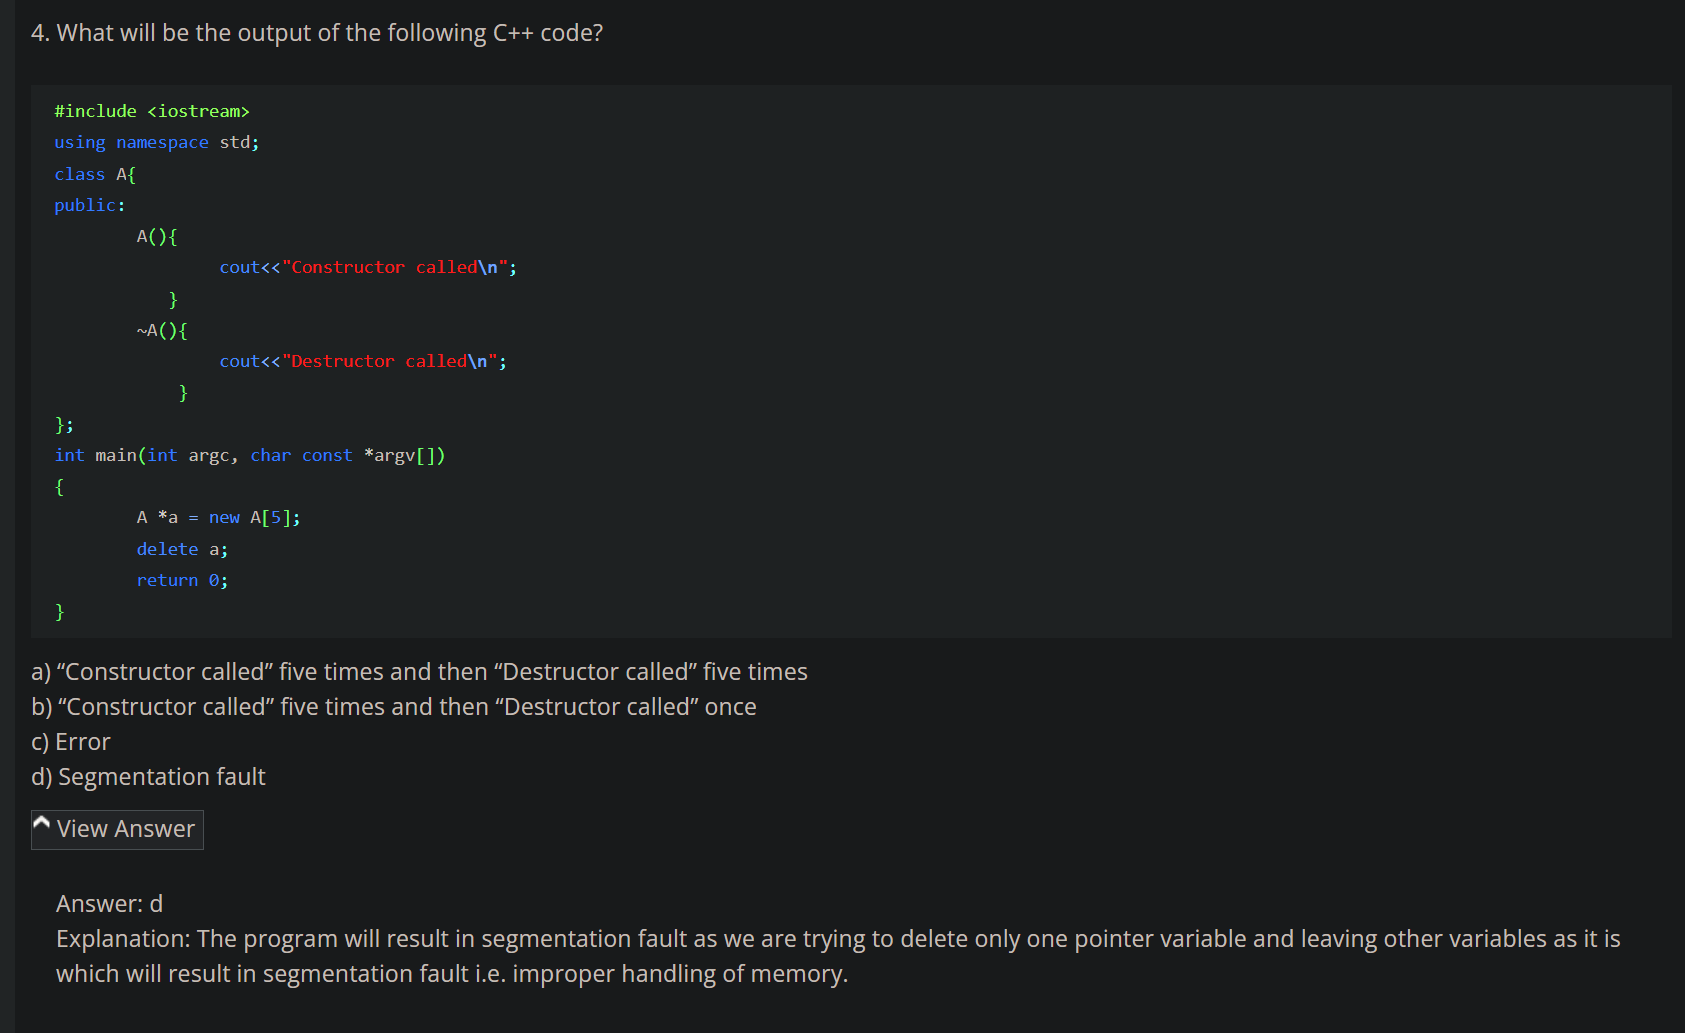 4. What will be the output of the following C++ code?
#include <iostream>
using namespace std;
class A{
public:
A(){
cout<<"Constructor called\n";
}
~A(){
cout<<"Destructor called\n";
}
};
int main(int argc, char const *argv[])
{
A *a = new A[5];
delete a;
return 0;
}
a) “Constructor called” five times and then “Destructor called” five times
b) “Constructor called” five times and then “Destructor called” once
c) Error
d) Segmentation fault
View Answer
Answer: d
Explanation: The program will result in segmentation fault as we are trying to delete only one pointer variable and leaving other variables as it is
which will result in segmentation fault i.e. improper handling of memory.